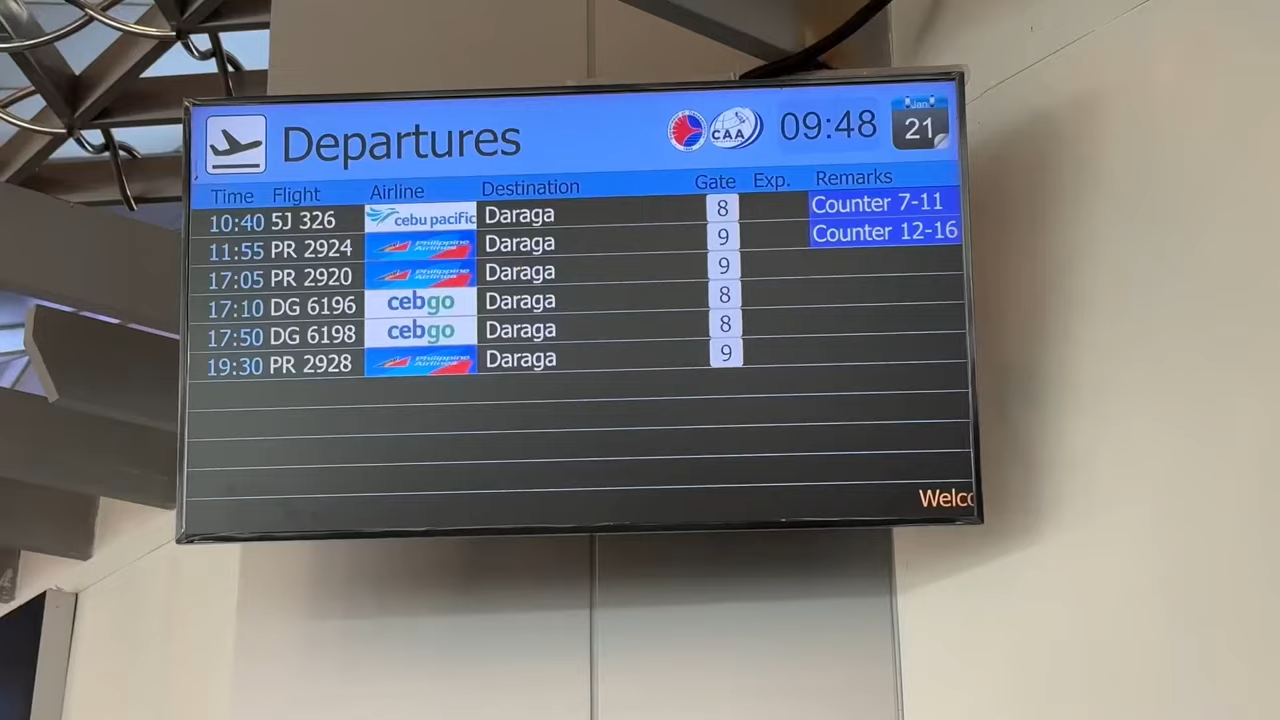 Departures CAA 09:48 Jan 21
Time Flight Airline Destination Gate Exp. Remarks
10:40 5J 326 cebu pacific Daraga 8 Counter 7-11
11:55 PR 2924 Philippine Airlines Daraga 9 Counter 12-16
17:05 PR 2920 Philippine Airlines Daraga 9
17:10 DG 6196 cebgo Daraga 8
17:50 DG 6198 cebgo Daraga 8
19:30 PR 2928 Philippine Airlines Daraga 9
Welco